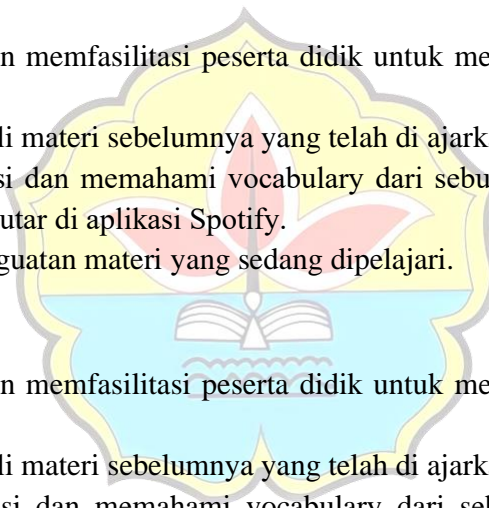 n memfasilitasi peserta didik untuk me
li materi sebelumnya yang telah di ajark
si dan memahami vocabulary dari sebu
utar di aplikasi Spotify.
guatan materi yang sedang dipelajari.
n memfasilitasi peserta didik untuk me
li materi sebelumnya yang telah di ajark
si dan memahami vocabulary dari seb